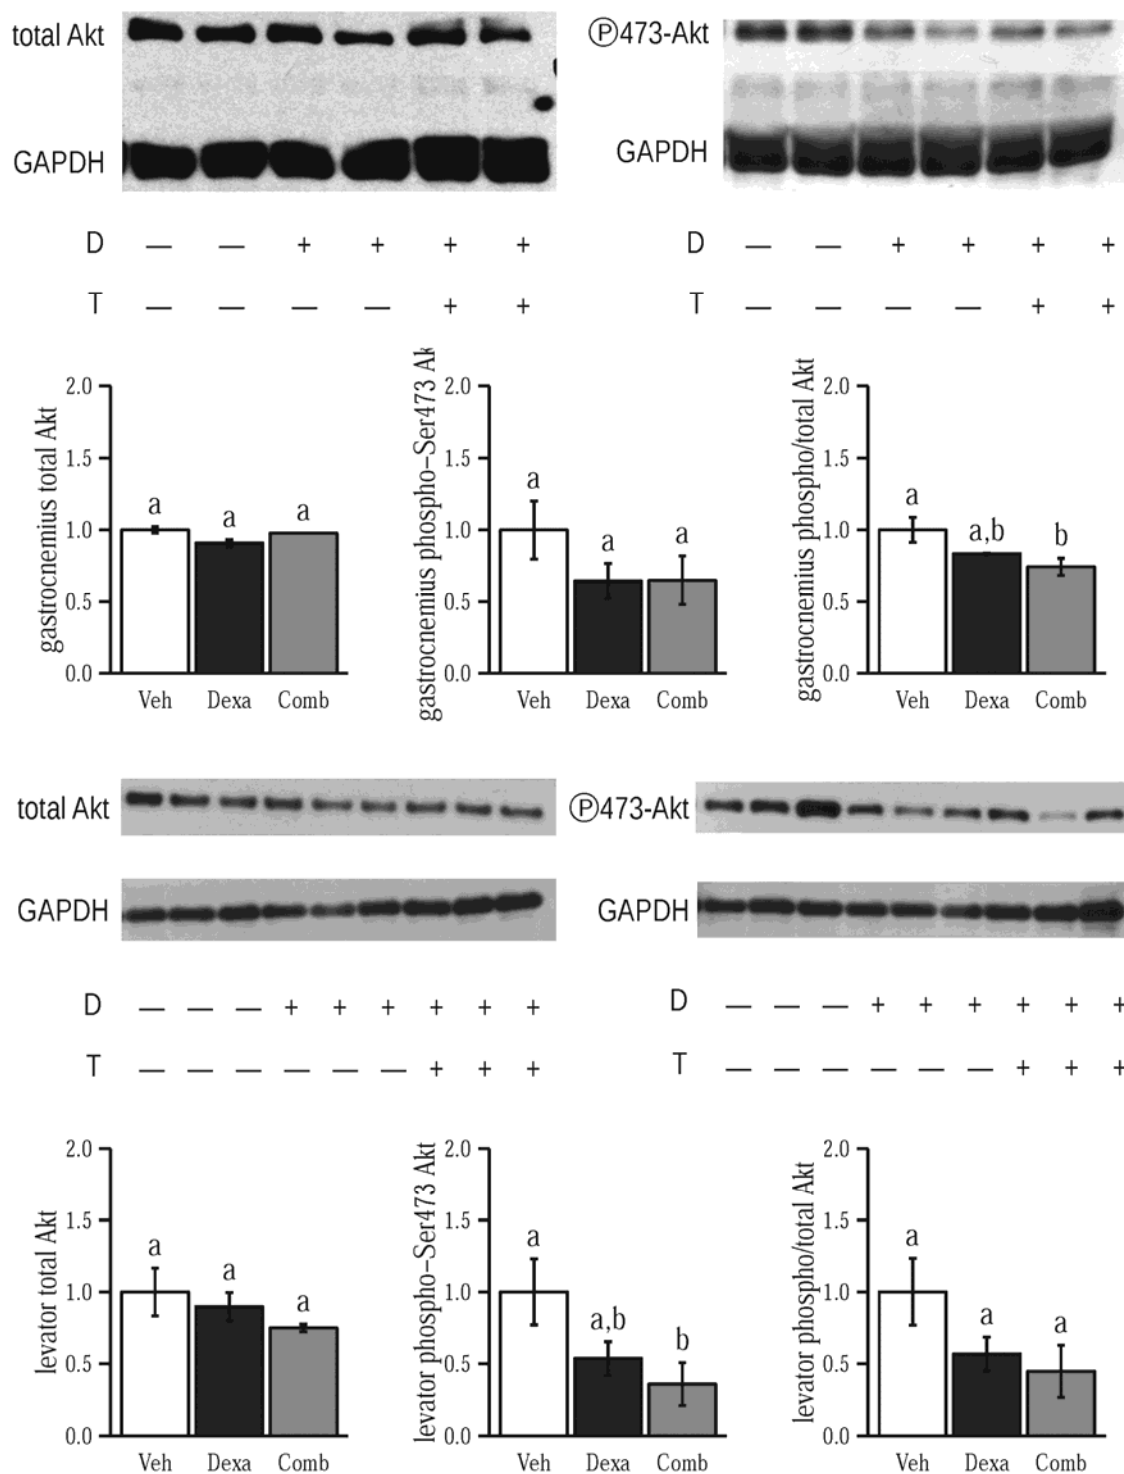 total Akt
Ⓟ473-Akt
GAPDH
GAPDH
D — — + + + +
D — — + + + +
T — — — — + +
T — — — — + +
gastrocnemius total Akt
2.0
1.5
1.0
0.5
0.0
a
a
a
Veh Dexa Comb
gastrocnemius phospho–Ser473 Ak
2.0
1.5
1.0
0.5
0.0
a
a
a
Veh Dexa Comb
gastrocnemius phospho/total Akt
2.0
1.5
1.0
0.5
0.0
a
a,b
b
Veh Dexa Comb
total Akt
Ⓟ473-Akt
GAPDH
GAPDH
D — — — + + + + + +
D — — — + + + + + +
T — — — — — — + + +
T — — — — — — + + +
levator total Akt
2.0
1.5
1.0
0.5
0.0
a
a
a
Veh Dexa Comb
levator phospho–Ser473 Akt
2.0
1.5
1.0
0.5
0.0
a
a,b
b
Veh Dexa Comb
levator phospho/total Akt
2.0
1.5
1.0
0.5
0.0
a
a
a
Veh Dexa Comb